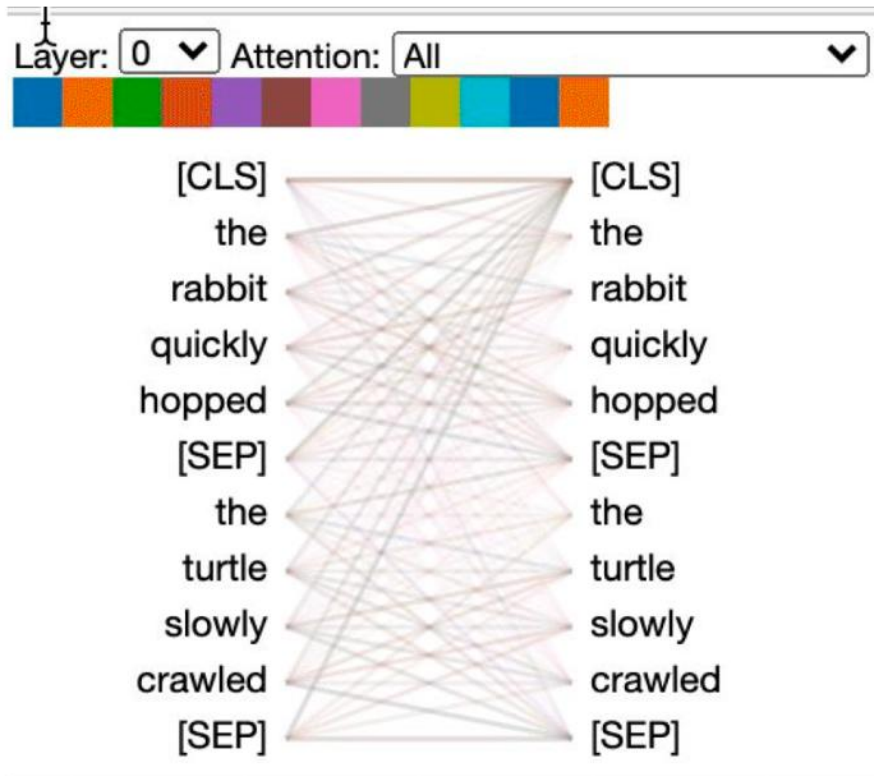 Layer: 0 Attention: All
[CLS] [CLS]
the the
rabbit rabbit
quickly quickly
hopped hopped
[SEP] [SEP]
the the
turtle turtle
slowly slowly
crawled crawled
[SEP] [SEP]